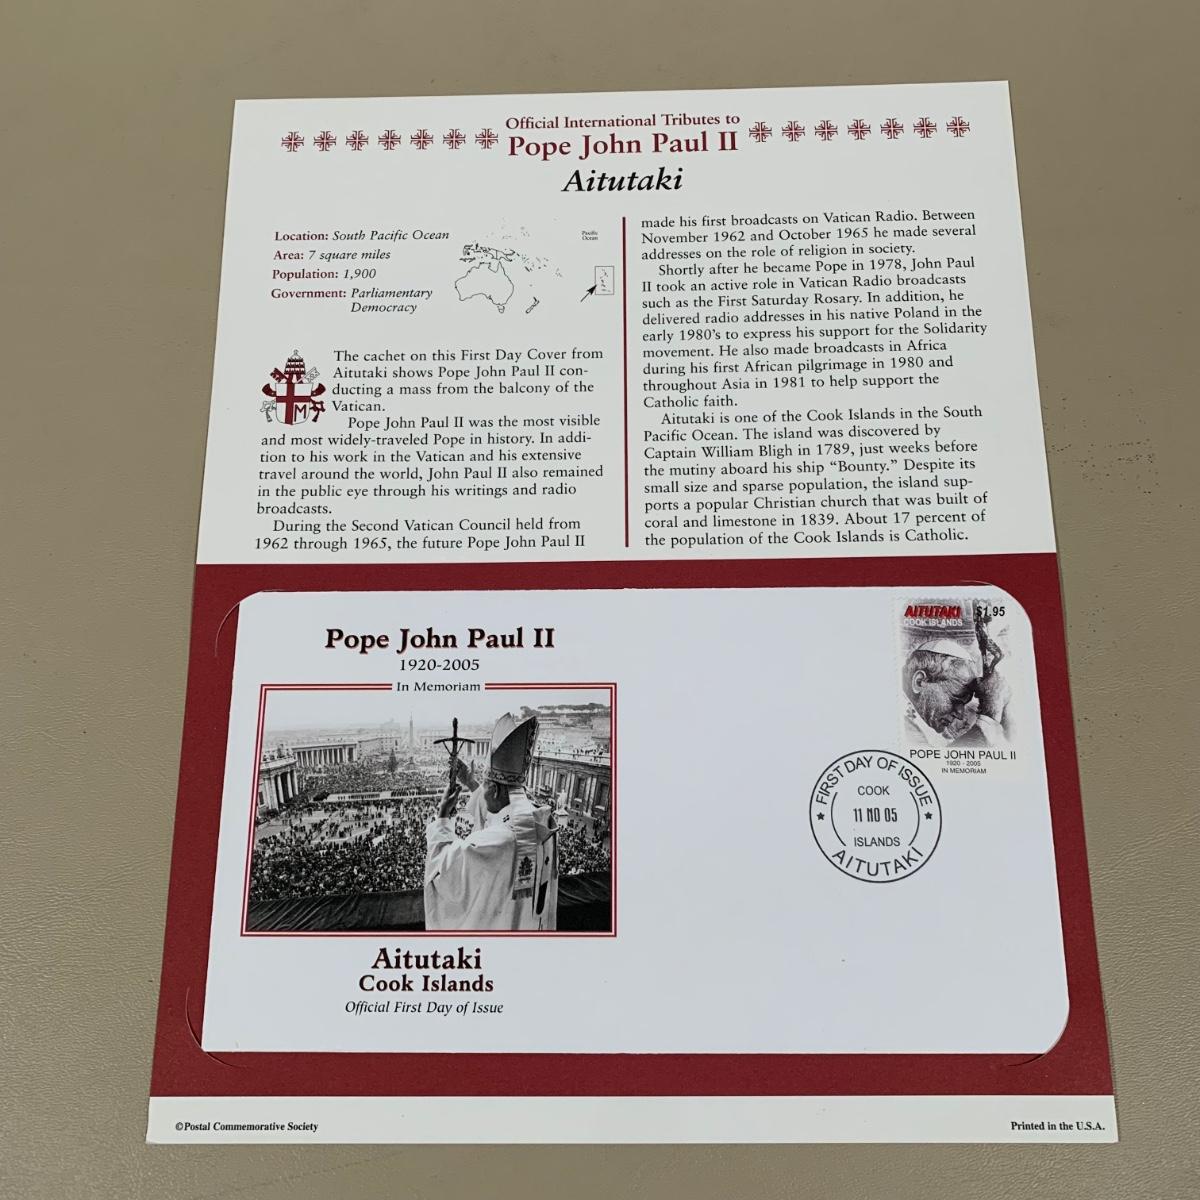 Official International Tributes to
Pope John Paul II
Aitutaki
Location: South Pacific Ocean
Area: 7 square miles
Population: 1,900
Government: Parliamentary
Democracy
Pacific
Ocean
The cachet on this First Day Cover from
Aitutaki shows Pope John Paul II con-
ducting a mass from the balcony of the
Vatican.
Pope John Paul II was the most visible
and most widely-traveled Pope in history. In addi-
tion to his work in the Vatican and his extensive
travel around the world, John Paul II also remained
in the public eye through his writings and radio
broadcasts.
During the Second Vatican Council held from
1962 through 1965, the future Pope John Paul II
made his first broadcasts on Vatican Radio. Between
November 1962 and October 1965 he made several
addresses on the role of religion in society.
Shortly after he became Pope in 1978, John Paul
II took an active role in Vatican Radio broadcasts
such as the First Saturday Rosary. In addition, he
delivered radio addresses in his native Poland in the
early 1980's to express his support for the Solidarity
movement. He also made broadcasts in Africa
during his first African pilgrimage in 1980 and
throughout Asia in 1981 to help support the
Catholic faith.
Aitutaki is one of the Cook Islands in the South
Pacific Ocean. The island was discovered by
Captain William Bligh in 1789, just weeks before
the mutiny aboard his ship “Bounty.” Despite its
small size and sparse population, the island sup-
ports a popular Christian church that was built of
coral and limestone in 1839. About 17 percent of
the population of the Cook Islands is Catholic.
M
Pope John Paul II
1920-2005
In Memoriam
Aitutaki
Cook Islands
Official First Day of Issue
AITUTAKI $1.95
COOK ISLANDS
POPE JOHN PAUL II
1920 - 2005
IN MEMORIAM
FIRST DAY OF ISSUE
COOK
11 NO 05
ISLANDS
AITUTAKI
©Postal Commemorative Society
Printed in the U.S.A.